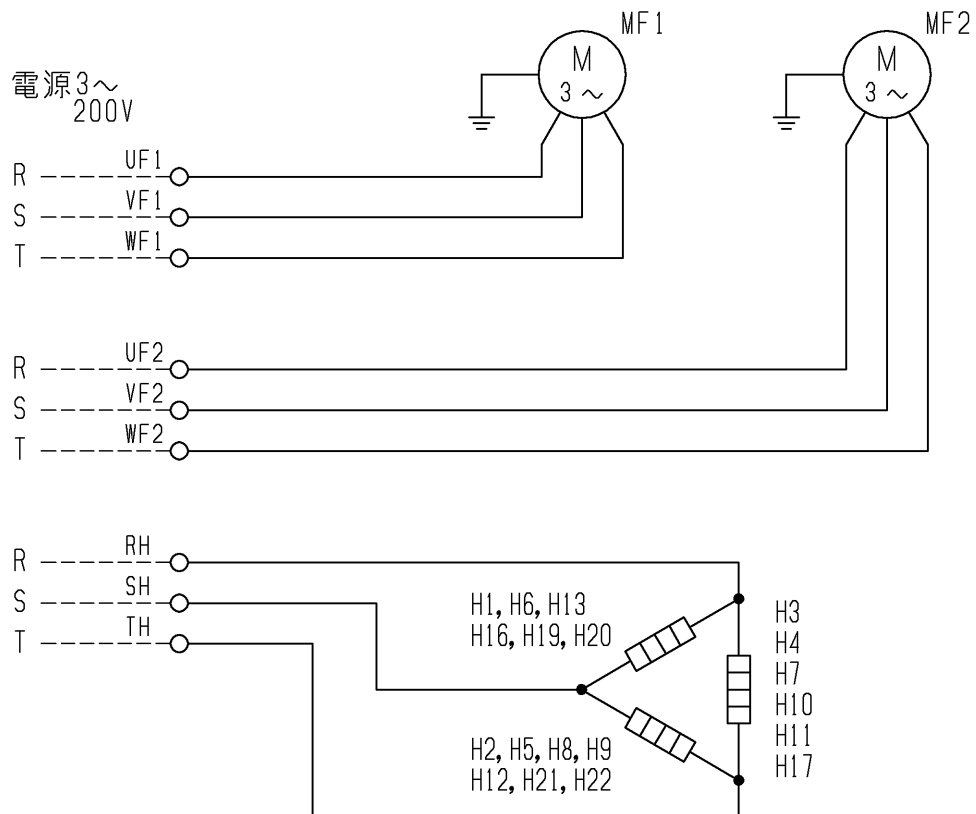 MF1
MF2
M
3～
M
3～
電源3～
200V
R UF1
S VF1
T WF1
R UF2
S VF2
T WF2
R RH
S SH
T TH
H1, H6, H13
H16, H19, H20
H3
H4
H7
H10
H11
H17
H2, H5, H8, H9
H12, H21, H22